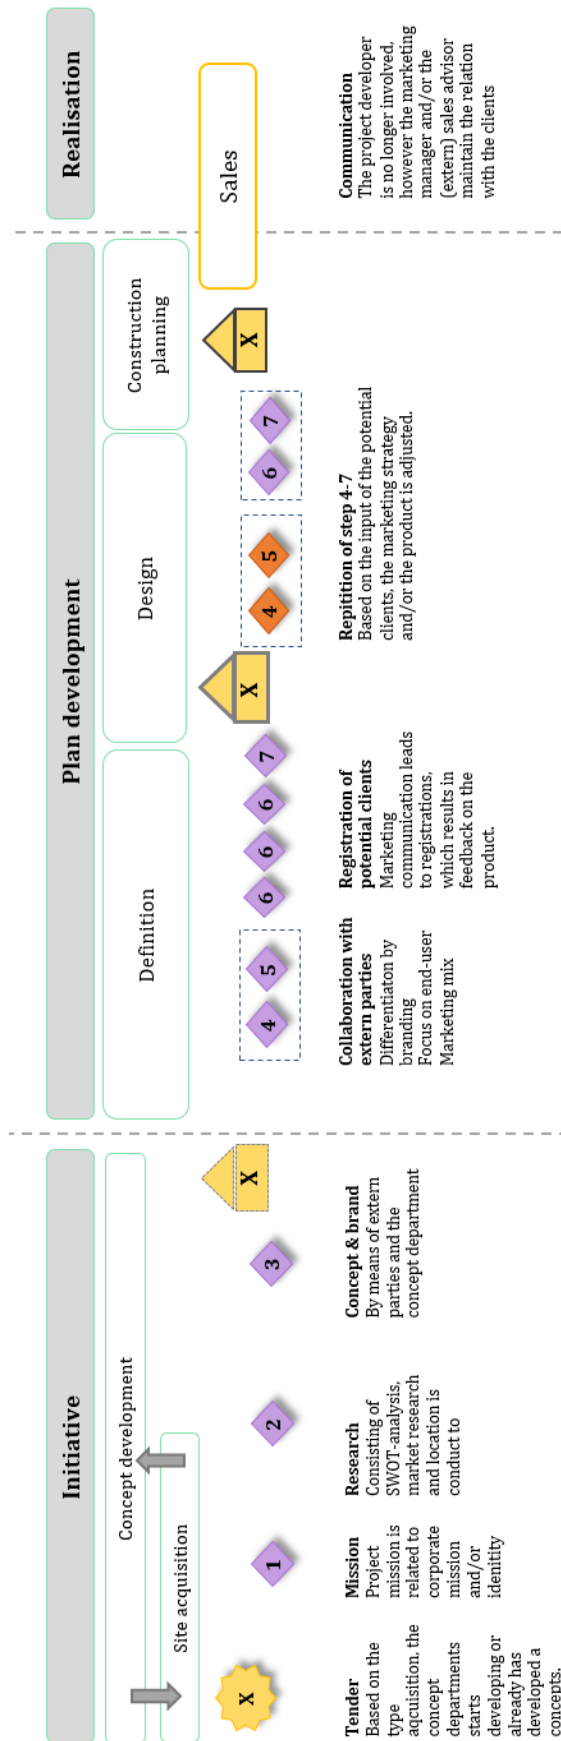 Initiative
Plan development
Realisation
Concept development
Site acquisition
Definition
Design
Construction
planning
Sales
X
1
2
3
X
4
5
6
6
6
7
X
4
5
6
7
X
Tender
Based on the
type
aqcuisition, the
concept
departments
starts
developing or
already has
developed a
concepts.
Mission
Project
mission is
related to
corporate
mission
and/or
idenitity
Research
Consisting of
SWOT-analysis,
market research
and location is
conduct to
Concept & brand
By means of extern
parties and the
concept department
Collaboration with
extern parties
Differentiaton by
branding
Focus on end-user
Marketing mix
Registration of
potential clients
Marketing
communication leads
to registrations,
which results in
feedback on the
product.
Repitition of step 4-7
Based on the input of the potential
clients, the marketing strategy
and/or the product is adjusted.
Communication
The project developer
is no longer involved,
however the marketing
manager and/or the
(extern) sales advisor
maintain the relation
with the clients